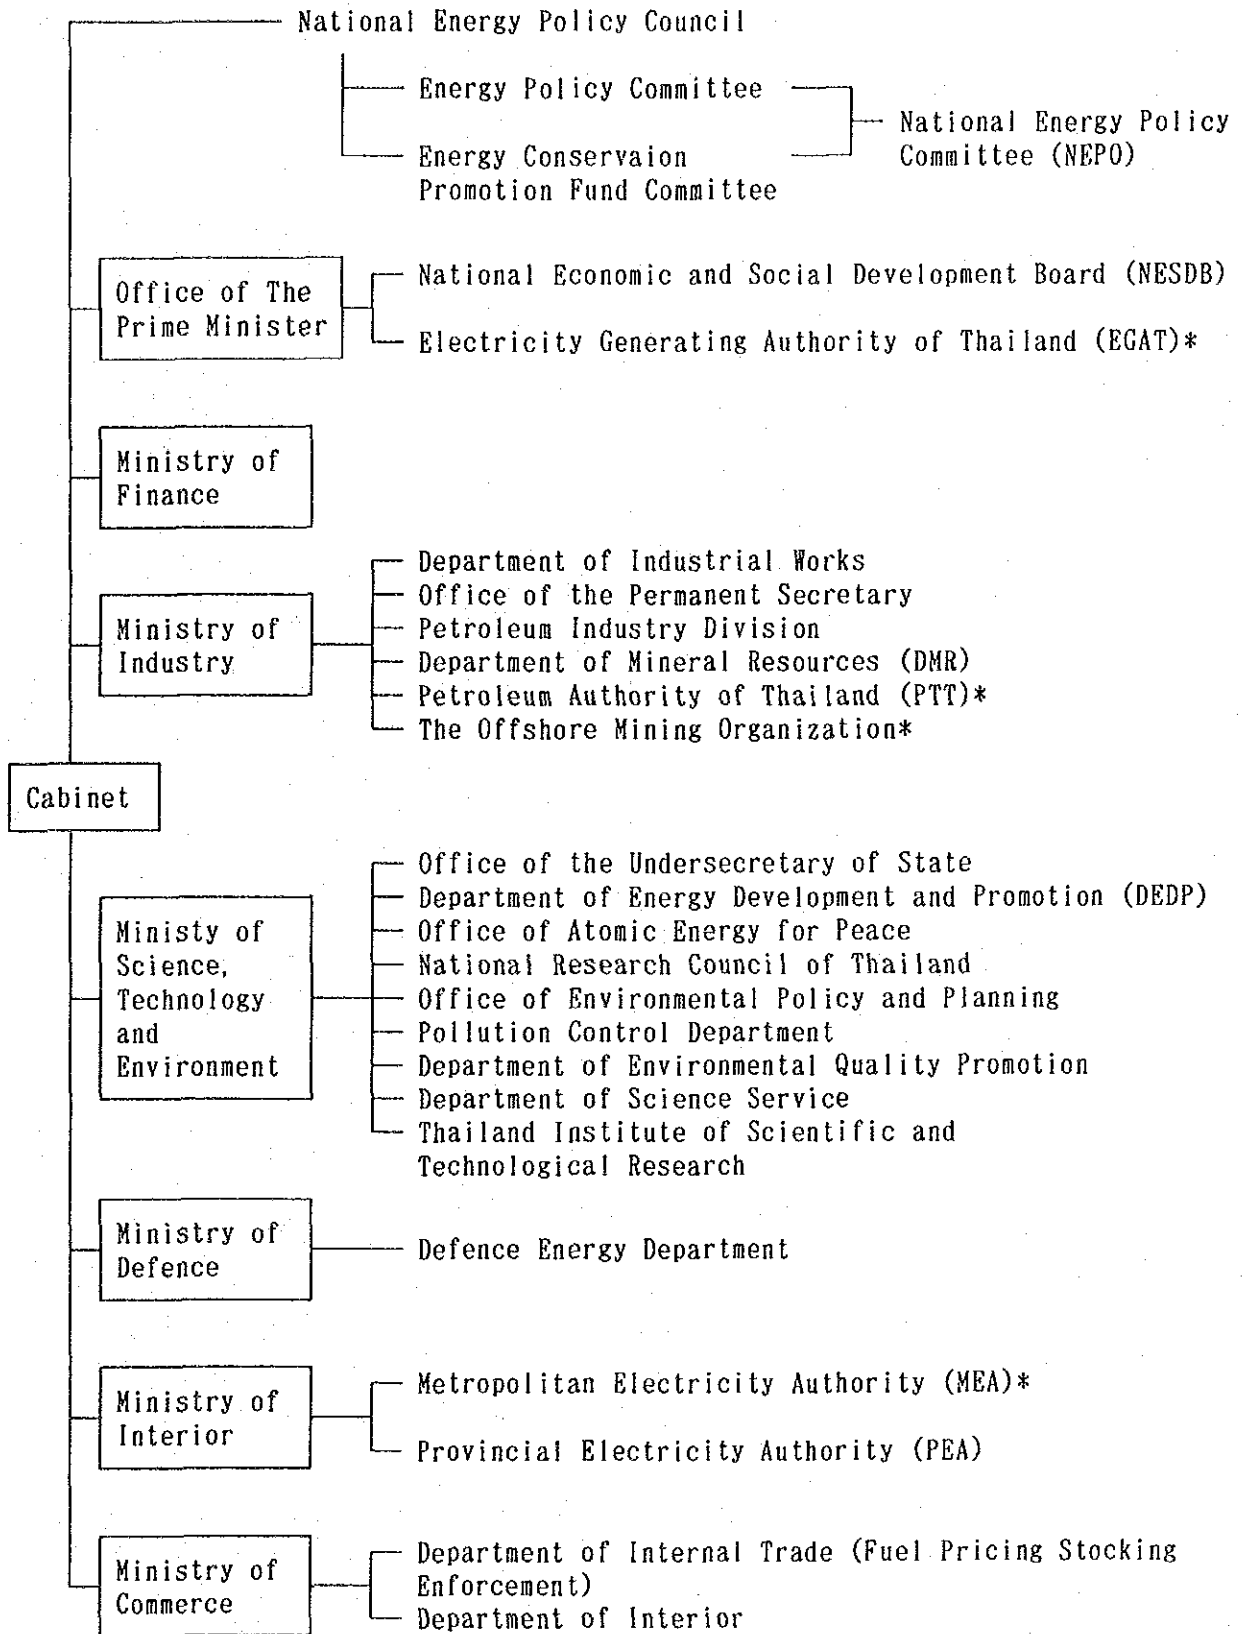 National Energy Policy Council
Energy Policy Committee
National Energy Policy
Committee (NEPO)
Energy Conservaion
Promotion Fund Committee
Office of The
Prime Minister
National Economic and Social Development Board (NESDB)
Electricity Generating Authority of Thailand (EGAT)*
Ministry of
Finance
Ministry of
Industry
Department of Industrial Works
Office of the Permanent Secretary
Petroleum Industry Division
Department of Mineral Resources (DMR)
Petroleum Authority of Thailand (PTT)*
The Offshore Mining Organization*
Cabinet
Ministy of
Science,
Technology
and
Environment
Office of the Undersecretary of State
Department of Energy Development and Promotion (DEDP)
Office of Atomic Energy for Peace
National Research Council of Thailand
Office of Environmental Policy and Planning
Pollution Control Department
Department of Environmental Quality Promotion
Department of Science Service
Thailand Institute of Scientific and
Technological Research
Ministry of
Defence
Defence Energy Department
Ministry of
Interior
Metropolitan Electricity Authority (MEA)*
Provincial Electricity Authority (PEA)
Ministry of
Commerce
Department of Internal Trade (Fuel Pricing Stocking
Enforcement)
Department of Interior